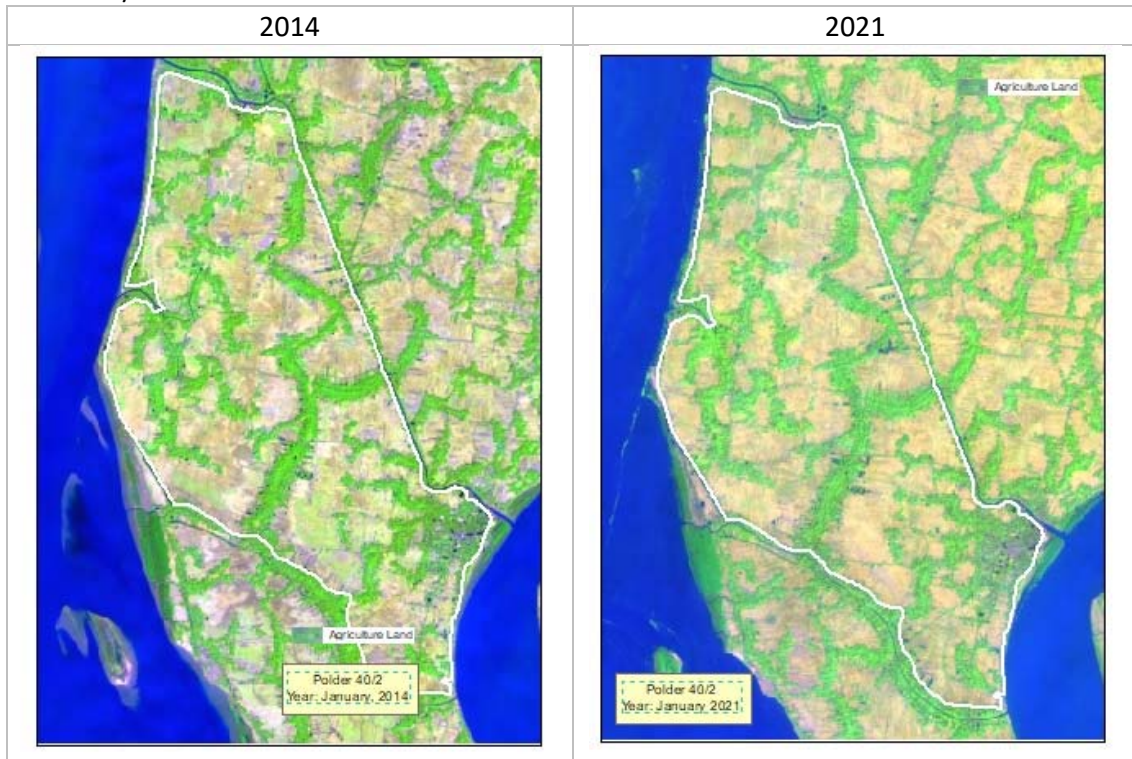 2014
2021
Agriculture Land
Polder 40/2
Year: January, 2014
Agriculture Land
Polder 40/2
Year: January 2021